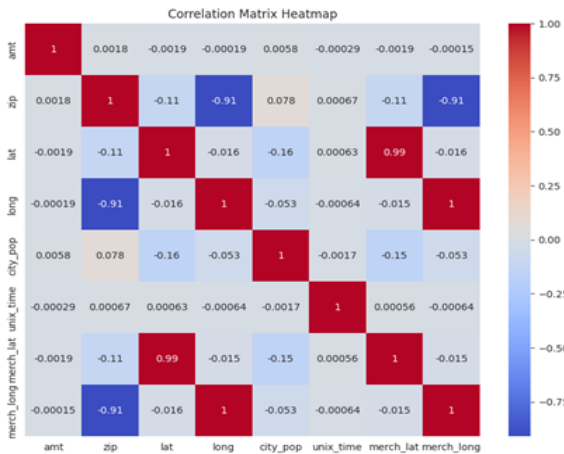 Correlation Matrix Heatmap
amt 1 0.0018 -0.0019 -0.00019 0.0058 -0.00029 -0.0019 -0.00015
zip 0.0018 1 -0.11 -0.91 0.078 0.00067 -0.11 -0.91
lat -0.0019 -0.11 1 -0.016 -0.16 0.00063 0.99 -0.016
long -0.00019 -0.91 -0.016 1 -0.053 -0.00064 -0.015 1
city_pop 0.0058 0.078 -0.16 -0.053 1 -0.0017 -0.15 -0.053
unix_time -0.00029 0.00067 0.00063 -0.00064 -0.0017 1 0.00056 -0.00064
merch_lat -0.0019 -0.11 0.99 -0.015 -0.15 0.00056 1 -0.015
merch_long -0.00015 -0.91 -0.016 1 -0.053 -0.00064 -0.015 1
amt zip lat long city_pop unix_time merch_lat merch_long
1.00
0.75
0.50
0.25
0.00
−0.25
−0.50
−0.75